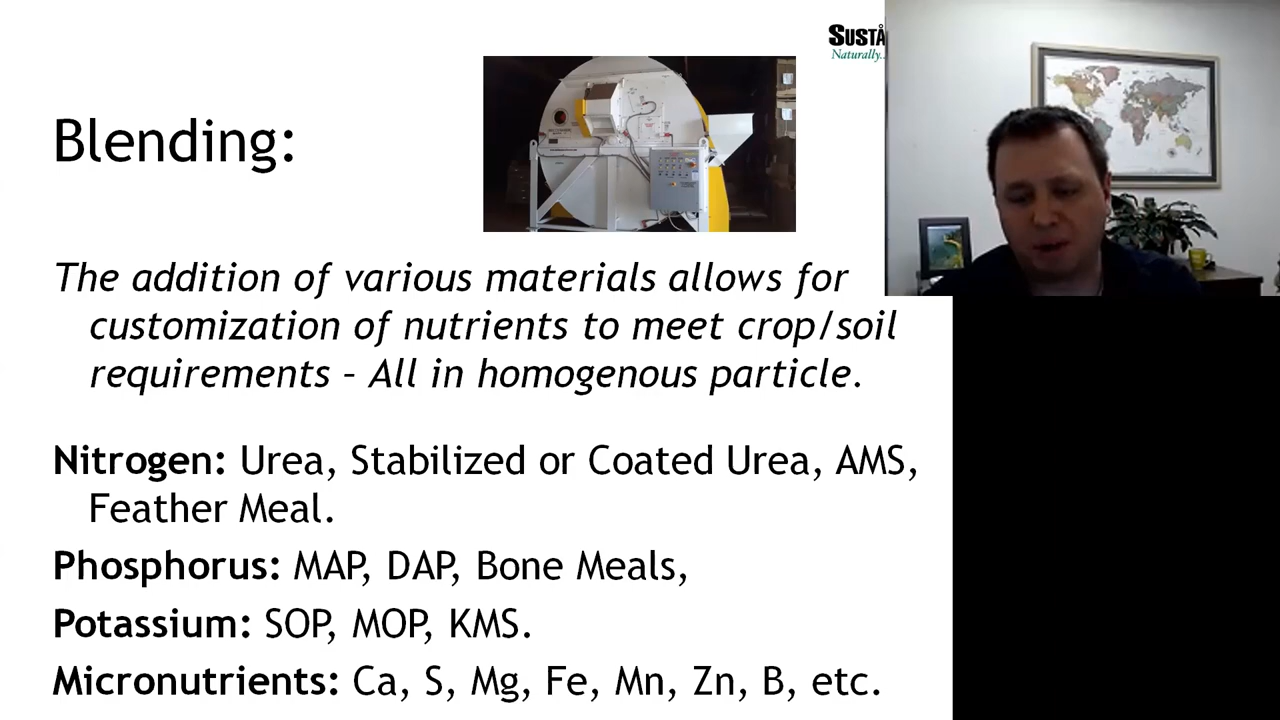 SUSTÅ
Naturally..
Blending:
The addition of various materials allows for
customization of nutrients to meet crop/soil
requirements – All in homogenous particle.
Nitrogen: Urea, Stabilized or Coated Urea, AMS,
Feather Meal.
Phosphorus: MAP, DAP, Bone Meals,
Potassium: SOP, MOP, KMS.
Micronutrients: Ca, S, Mg, Fe, Mn, Zn, B, etc.